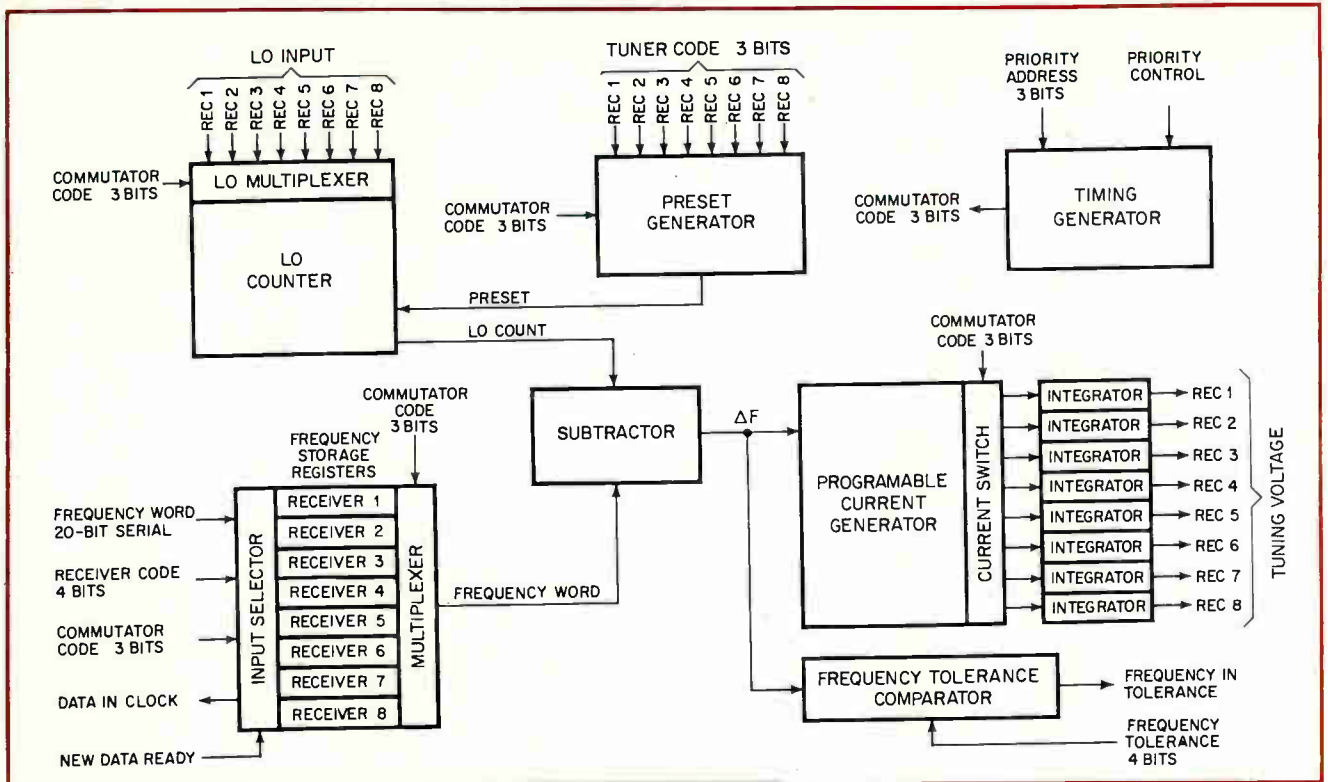 LO INPUT
REC 1
REC 2
REC 3
REC 4
REC 5
REC 6
REC 7
REC 8
COMMUTATOR
CODE 3 BITS
LO MULTIPLEXER
LO
COUNTER
TUNER CODE 3 BITS
REC 1
REC 2
REC 3
REC 4
REC 5
REC 6
REC 7
REC 8
COMMUTATOR
CODE 3 BITS
PRESET
GENERATOR
PRIORITY
ADDRESS
3 BITS
PRIORITY
CONTROL
COMMUTATOR
CODE 3 BITS
TIMING
GENERATOR
PRESET
LO COUNT
COMMUTATOR
CODE
3 BITS
FREQUENCY
STORAGE
REGISTERS
FREQUENCY WORD
20-BIT SERIAL
RECEIVER CODE
4 BITS
COMMUTATOR
CODE 3 BITS
DATA IN CLOCK
NEW DATA READY
INPUT SELECTOR
RECEIVER 1
RECEIVER 2
RECEIVER 3
RECEIVER 4
RECEIVER 5
RECEIVER 6
RECEIVER 7
RECEIVER 8
MULTIPLEXER
FREQUENCY WORD
SUBTRACTOR
ΔF
COMMUTATOR
CODE 3 BITS
PROGRAMABLE
CURRENT
GENERATOR
CURRENT SWITCH
INTEGRATOR
REC 1
INTEGRATOR
REC 2
INTEGRATOR
REC 3
INTEGRATOR
REC 4
INTEGRATOR
REC 5
INTEGRATOR
REC 6
INTEGRATOR
REC 7
INTEGRATOR
REC 8
TUNING VOLTAGE
FREQUENCY TOLERANCE
COMPARATOR
FREQUENCY IN
TOLERANCE
FREQUENCY
TOLERANCE
4 BITS